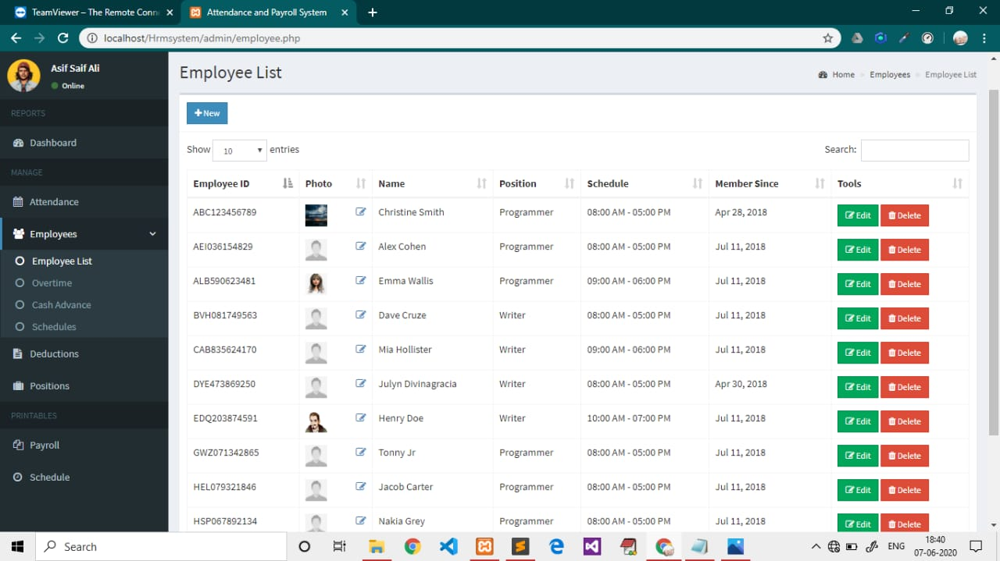 TeamViewer – The Remote Conne
Attendance and Payroll System
localhost/Hrmsystem/admin/employee.php
Asif Saif Ali
Online
REPORTS
Dashboard
MANAGE
Attendance
Employees
Employee List
Overtime
Cash Advance
Schedules
Deductions
Positions
PRINTABLES
Payroll
Schedule
Employee List
Home Employees Employee List
New
Show 10 entries Search:
Employee ID Photo Name Position Schedule Member Since Tools
ABC123456789 Christine Smith Programmer 08:00 AM - 05:00 PM Apr 28, 2018 Edit Delete
AEI036154829 Alex Cohen Programmer 08:00 AM - 05:00 PM Jul 11, 2018 Edit Delete
ALB590623481 Emma Wallis Programmer 09:00 AM - 06:00 PM Jul 11, 2018 Edit Delete
BVH081749563 Dave Cruze Writer 08:00 AM - 05:00 PM Jul 11, 2018 Edit Delete
CAB835624170 Mia Hollister Writer 09:00 AM - 06:00 PM Jul 11, 2018 Edit Delete
DYE473869250 Julyn Divinagracia Writer 08:00 AM - 05:00 PM Apr 30, 2018 Edit Delete
EDQ203874591 Henry Doe Writer 10:00 AM - 07:00 PM Jul 11, 2018 Edit Delete
GWZ071342865 Tonny Jr Programmer 08:00 AM - 05:00 PM Jul 11, 2018 Edit Delete
HEL079321846 Jacob Carter Programmer 08:00 AM - 05:00 PM Jul 11, 2018 Edit Delete
HSP067892134 Nakia Grey Programmer 08:00 AM - 05:00 PM Jul 11, 2018 Edit Delete
Search
ENG
18:40
07-06-2020